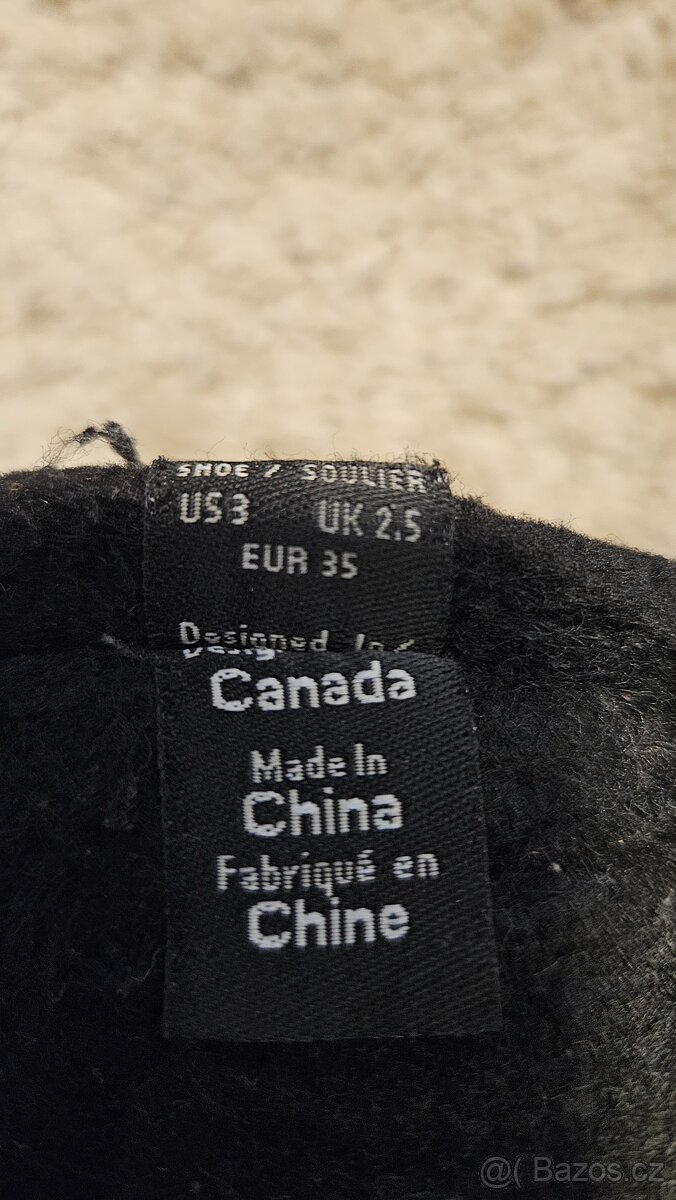 SHOE / SOULIER
US 3 UK 2.5
EUR 35
Designed In
Canada
Made In
China
Fabriqué en
Chine
@( Bazos.cz